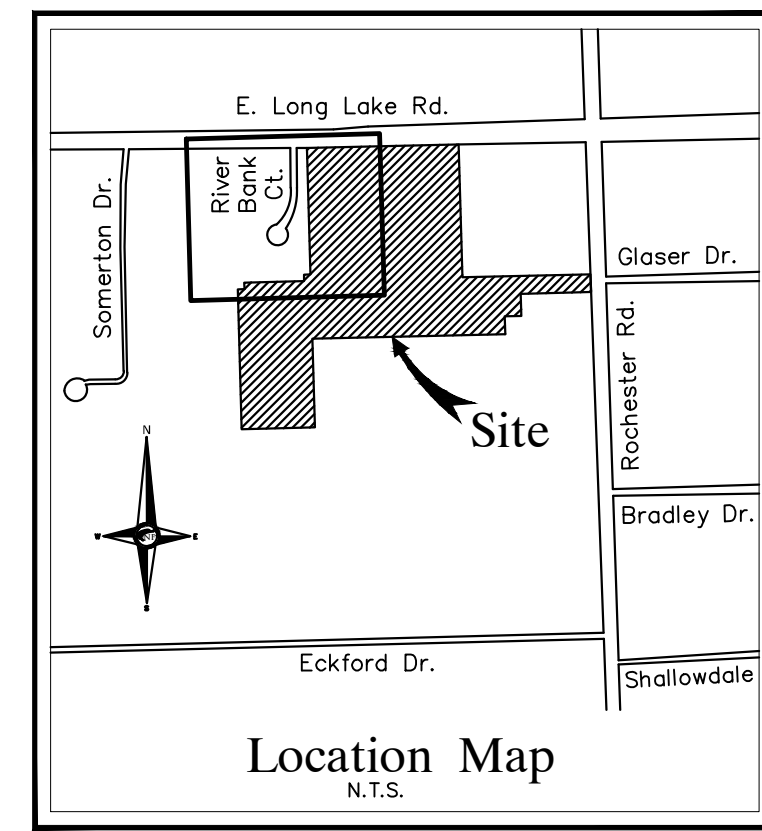 E. Long Lake Rd.
River
Bank
Ct.
Somerton Dr.
Glaser Dr.
Rochester Rd.
Site
N
W
E
S
Bradley Dr.
Eckford Dr.
Shallowdale
Location Map
N.T.S.